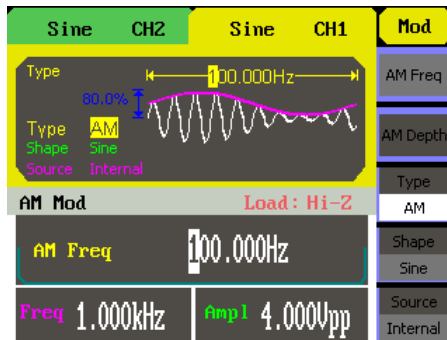 Sine CH2 Sine CH1 Mod
Type 100.000Hz
80.0%
Type AM
Shape Sine
Source Internal
AM Mod Load: Hi-Z
AM Freq 100.000Hz
Freq 1.000kHz Ampl 4.000Vpp
AM Freq
AM Depth
Type
AM
Shape
Sine
Source
Internal